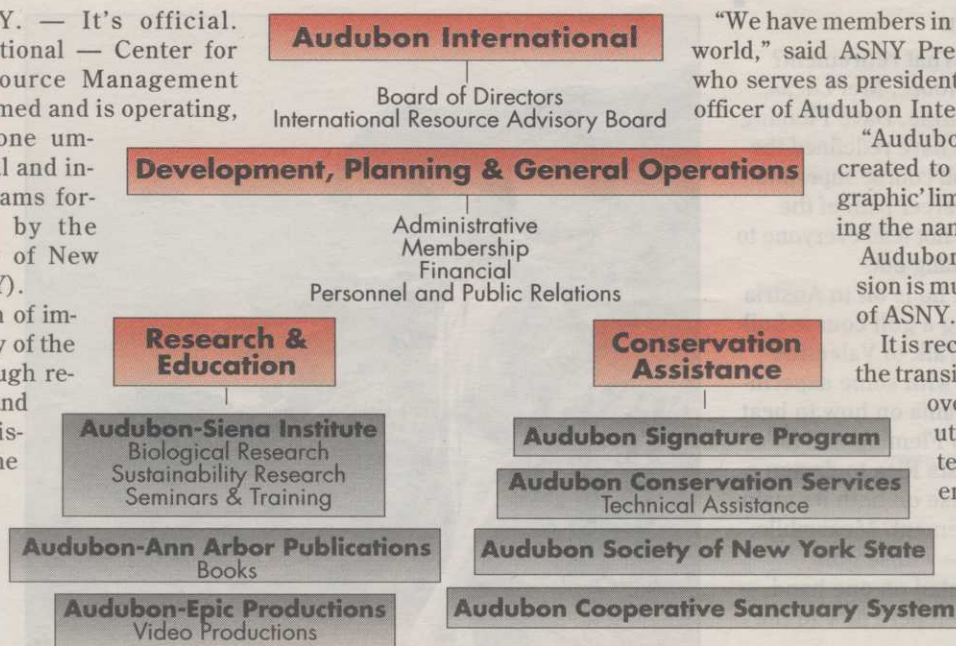 Y. — It's official.
tional — Center for
ource Management
med and is operating,
one um-
al and in-
ams for-
by the
of New
Y).
n of im-
y of the
ugh re-
and
is-
ne
Audubon International
Board of Directors
International Resource Advisory Board
Development, Planning & General Operations
Administrative
Membership
Financial
Personnel and Public Relations
Research &
Education
Audubon-Siena Institute
Biological Research
Sustainability Research
Seminars & Training
Audubon-Ann Arbor Publications
Books
Audubon-Epic Productions
Video Productions
Conservation
Assistance
Audubon Signature Program
Audubon Conservation Services
Technical Assistance
Audubon Society of New York State
Audubon Cooperative Sanctuary System
“We have members in
world,” said ASNY Pre
who serves as president
officer of Audubon Inte
“Audubo
created to
graphic’ lim
ing the nam
Audubon
sion is mu
of ASNY.
It is rec
the transi
ove
ut
te
er